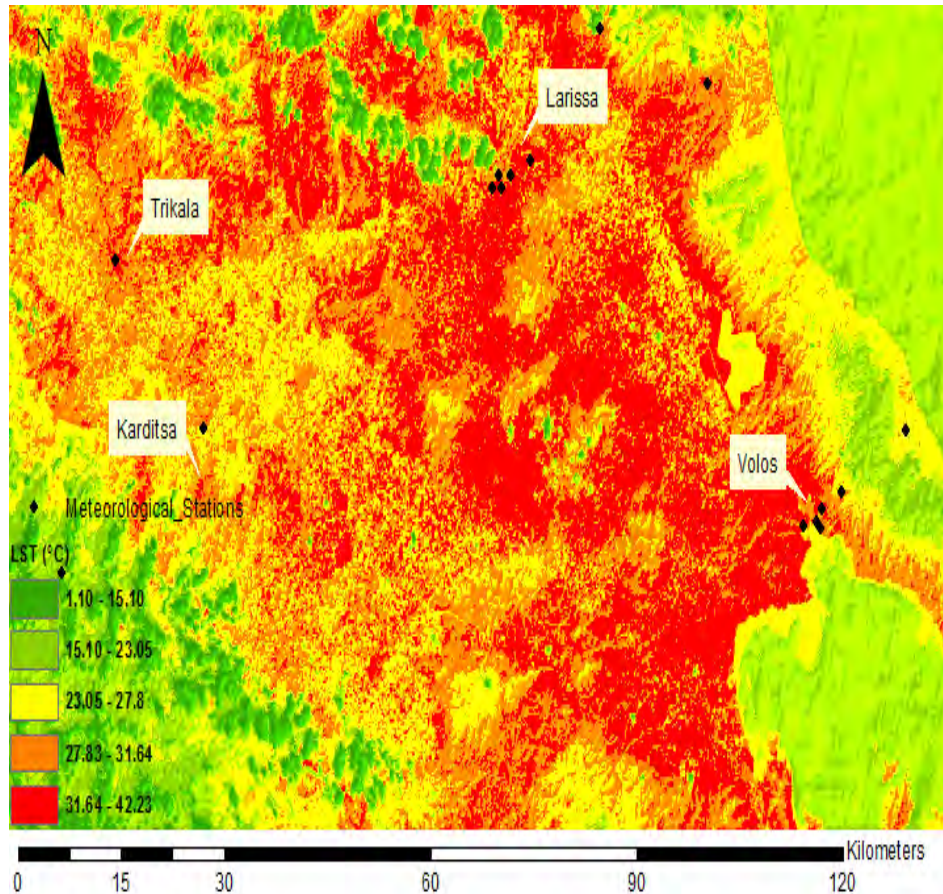 N
Larissa
Trikala
Karditsa
Volos
Meteorological_Stations
LST (°C)
1.10 - 15.10
15.10 - 23.05
23.05 - 27.8
27.83 - 31.64
31.64 - 42.23
Kilometers
0 15 30 60 90 120